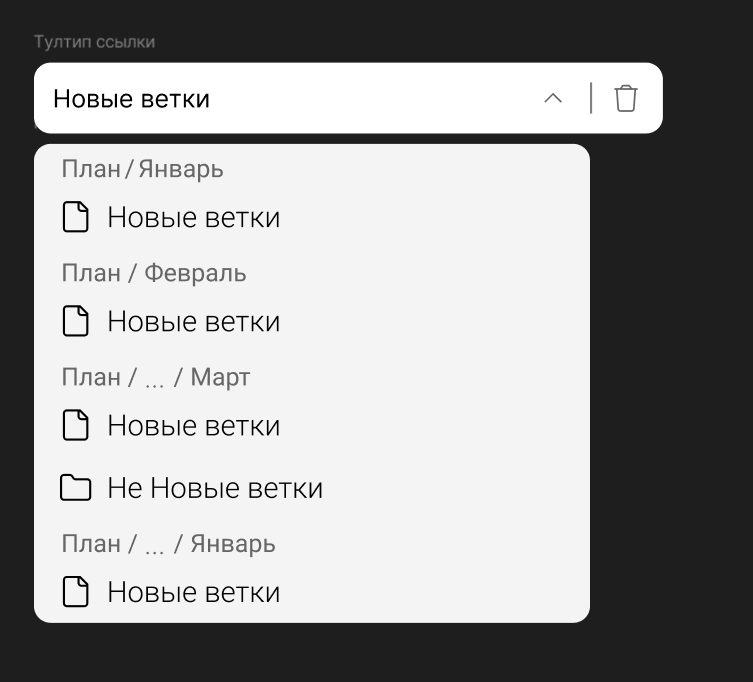 Тултип ссылки
Новые ветки
План / Январь
Новые ветки
План / Февраль
Новые ветки
План / ... / Март
Новые ветки
Не Новые ветки
План / ... / Январь
Новые ветки